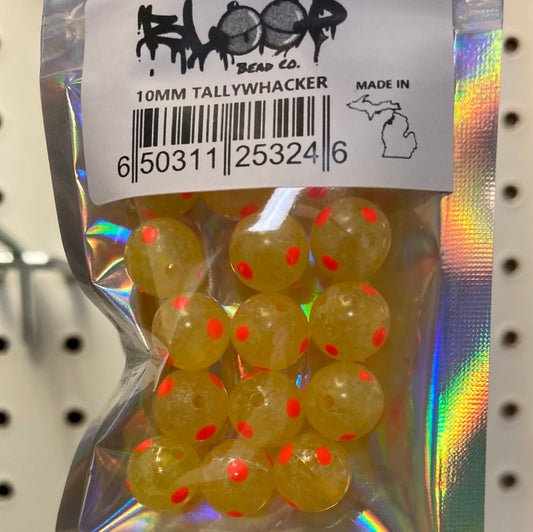 BLOOP
BEAD CO.
10MM TALLYWHACKER
MADE IN
6 50311 25324 6